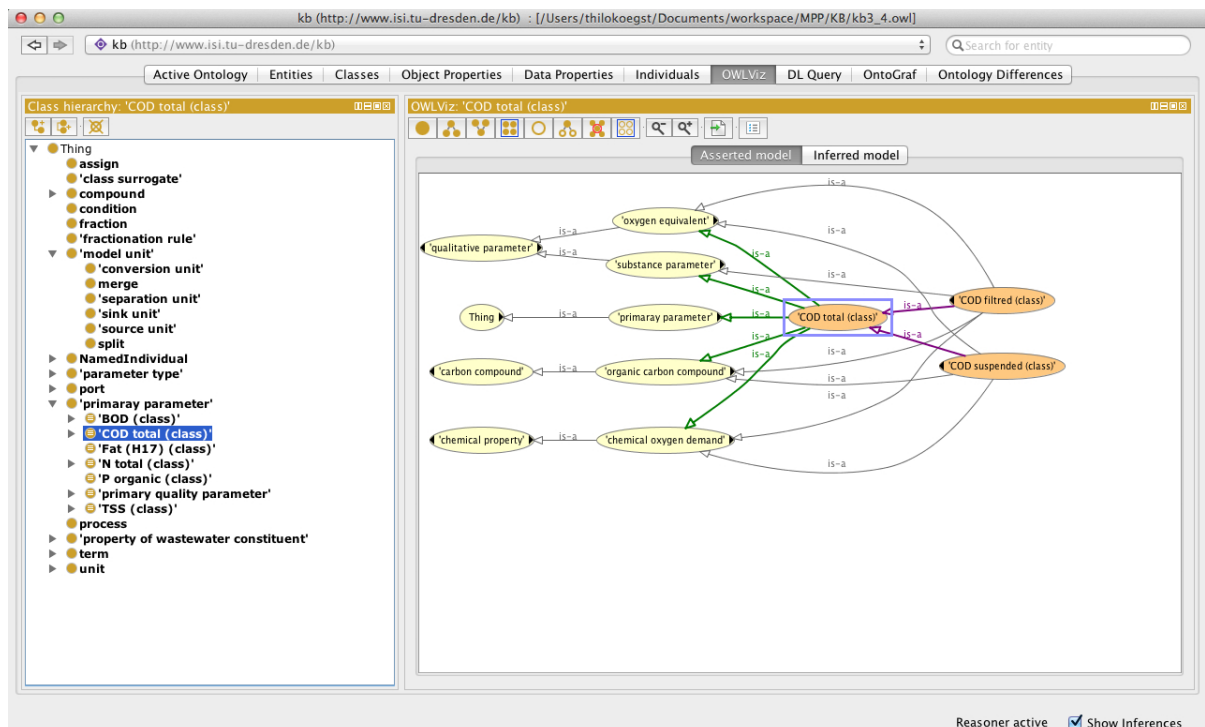 kb (http://www.isi.tu-dresden.de/kb) : [/Users/thilokoegst/Documents/workspace/MPP/KB/kb3_4.owl]
kb (http://www.isi.tu-dresden.de/kb)
Search for entity
Active Ontology Entities Classes Object Properties Data Properties Individuals OWLViz DL Query OntoGraf Ontology Differences
Class hierarchy: 'COD total (class)'
Thing
assign
'class surrogate'
compound
condition
fraction
'fractionation rule'
'model unit'
'conversion unit'
merge
'separation unit'
'sink unit'
'source unit'
split
NamedIndividual
'parameter type'
port
'primaray parameter'
'BOD (class)'
'COD total (class)'
'Fat (H17) (class)'
'N total (class)'
'P organic (class)'
'primary quality parameter'
'TSS (class)'
process
'property of wastewater constituent'
term
unit
OWLViz: 'COD total (class)'
Asserted model Inferred model
is-a
'oxygen equivalent'
is-a
is-a
'qualitative parameter'
is-a
is-a
'substance parameter'
is-a
is-a
'COD filtred (class)'
is-a
Thing
is-a
'primaray parameter'
is-a
'COD total (class)'
is-a
is-a
is-a
is-a
'carbon compound'
is-a
'organic carbon compound'
'COD suspended (class)'
is-a
'chemical property'
is-a
'chemical oxygen demand'
is-a
Reasoner active Show Inferences